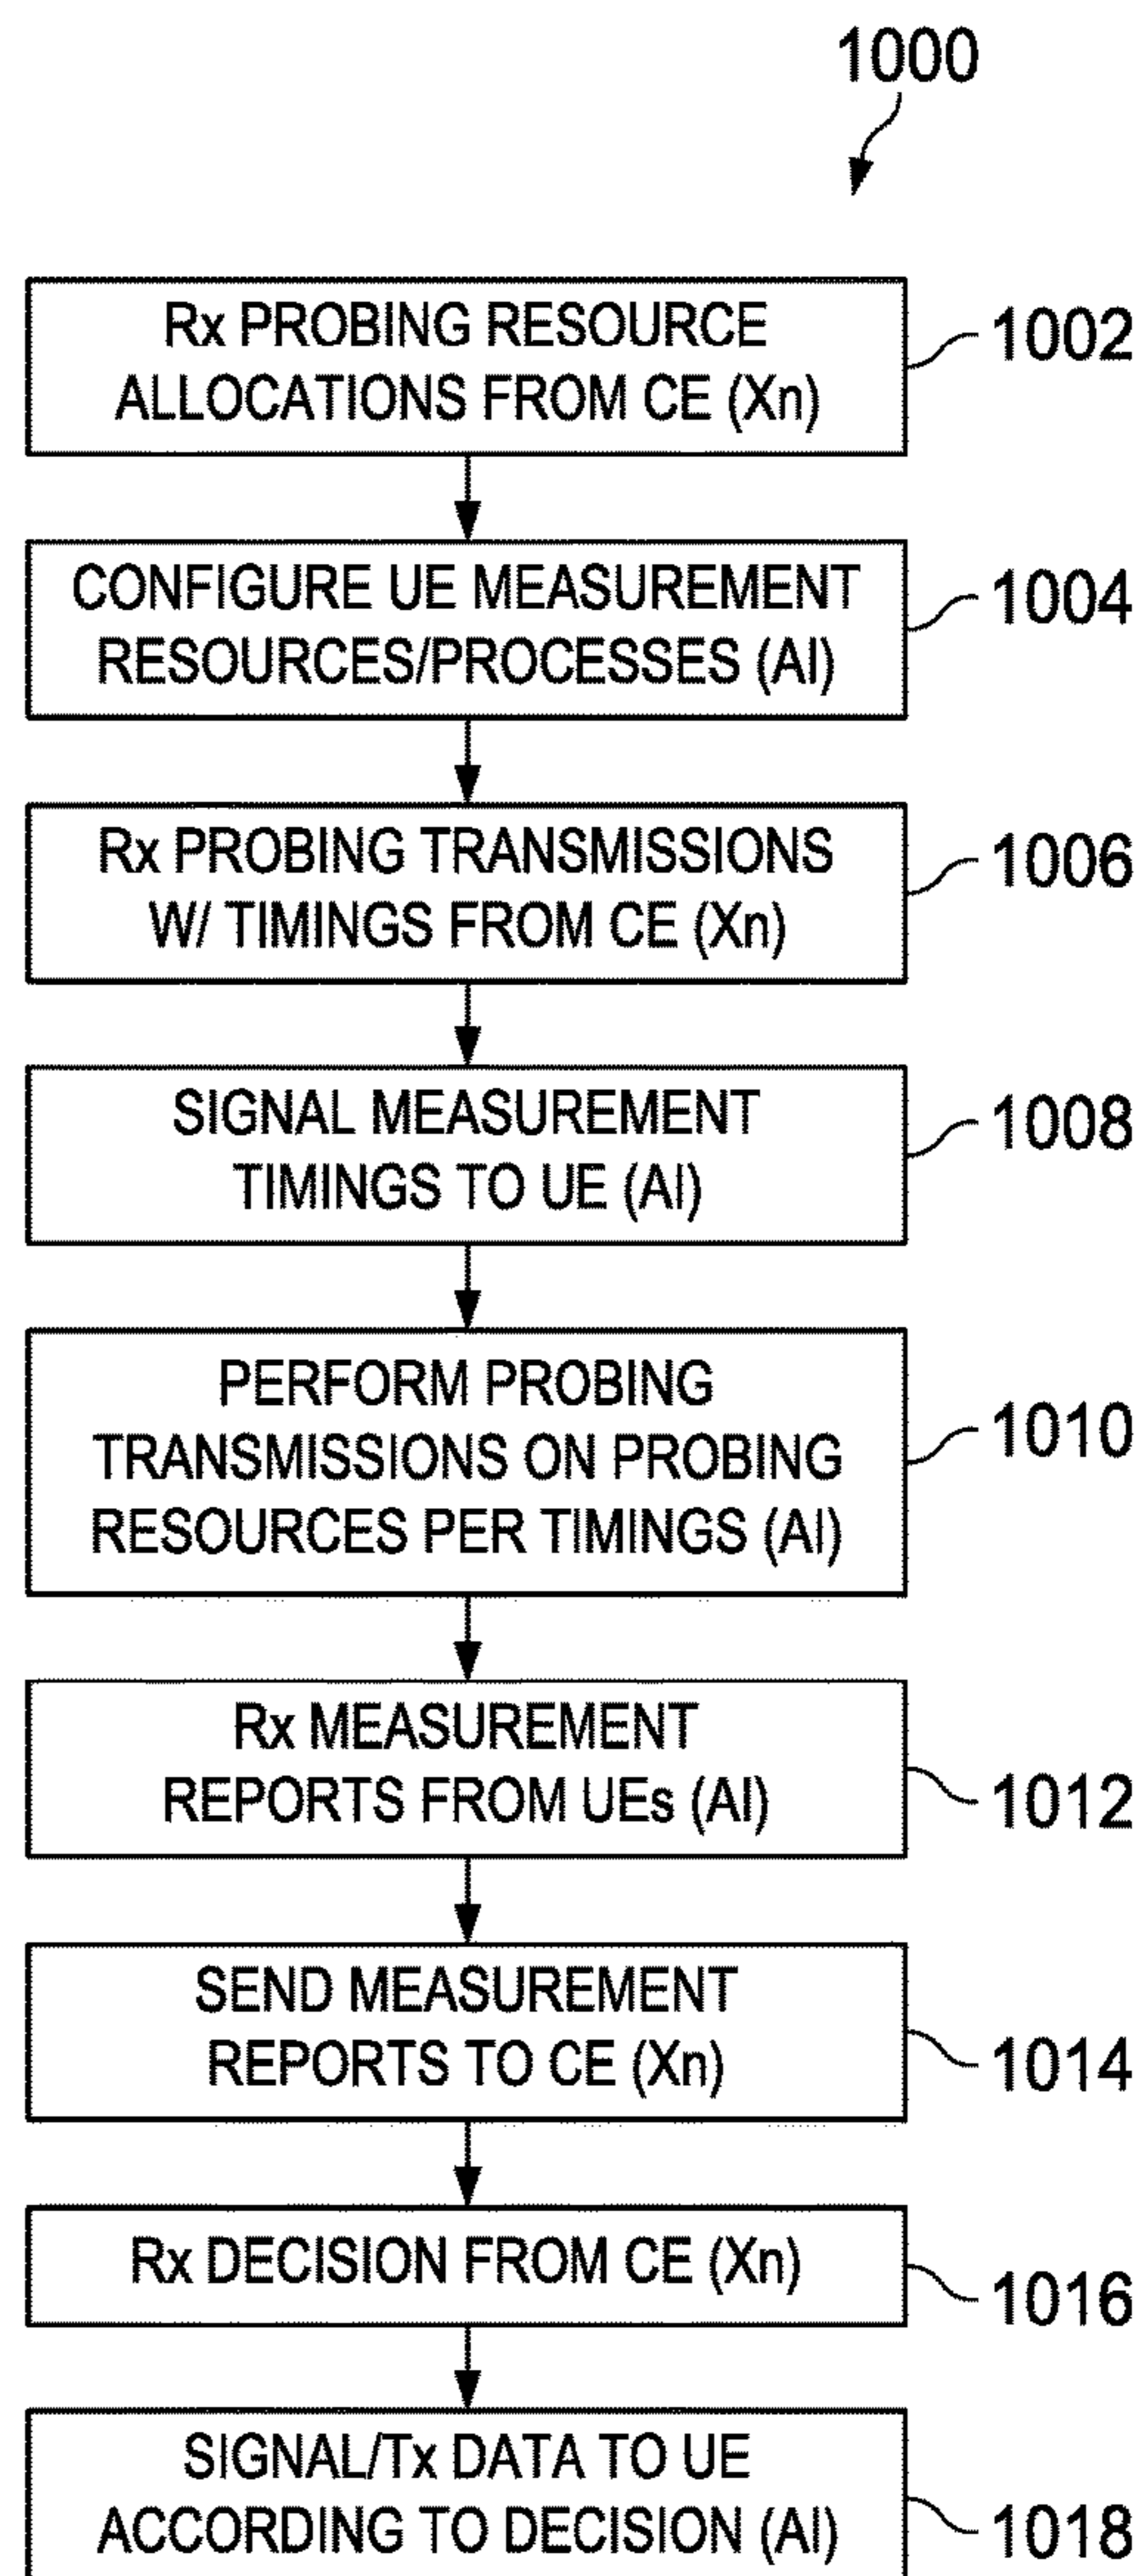 1000
Rx PROBING RESOURCE
ALLOCATIONS FROM CE (Xn)
1002
CONFIGURE UE MEASUREMENT
RESOURCES/PROCESSES (AI)
1004
Rx PROBING TRANSMISSIONS
W/ TIMINGS FROM CE (Xn)
1006
SIGNAL MEASUREMENT
TIMINGS TO UE (AI)
1008
PERFORM PROBING
TRANSMISSIONS ON PROBING
RESOURCES PER TIMINGS (AI)
1010
Rx MEASUREMENT
REPORTS FROM UEs (AI)
1012
SEND MEASUREMENT
REPORTS TO CE (Xn)
1014
Rx DECISION FROM CE (Xn)
1016
SIGNAL/Tx DATA TO UE
ACCORDING TO DECISION (AI)
1018